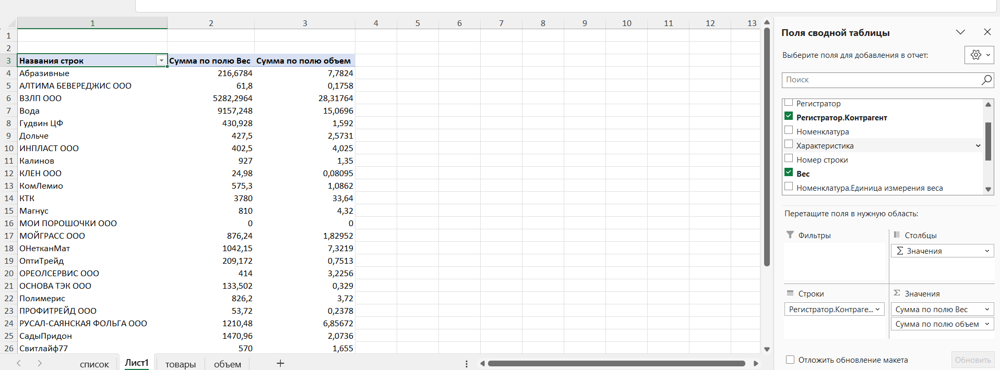 1 2 3 4 5 6 7 8 9 10 11 12 13
1
2
3 Названия строк Сумма по полю Вес Сумма по полю объем
4 Абразивные 216,6784 7,7824
5 АЛТИМА БЕВЕРЕДЖИС ООО 61,8 0,1758
6 ВЗЛП ООО 5282,2964 28,31764
7 Вода 9157,248 15,0696
8 Гудвин ЦФ 430,928 1,592
9 Дольче 427,5 2,5731
10 ИНПЛАСТ ООО 402,5 4,025
11 Калинов 927 1,35
12 КЛЕН ООО 24,98 0,08095
13 КомЛемио 575,3 1,0862
14 КТК 3780 33,64
15 Магнус 810 4,32
16 МОИ ПОРОШОЧКИ ООО 0 0
17 МОЙГРАСС ООО 876,24 1,82952
18 ОНетканМат 1042,15 7,3219
19 ОптиТрейд 209,172 0,7513
20 ОРЕОЛСЕРВИС ООО 414 3,2256
21 ОСНОВА ТЭК ООО 133,502 0,329
22 Полимерис 826,2 3,72
23 ПРОФИТРЕЙД ООО 53,72 0,2378
24 РУСАЛ-САЯНСКАЯ ФОЛЬГА ООО 1210,48 6,85672
25 СадыПридон 1470,96 2,0736
26 Свитлайф77 570 1,655
список Лист1 товары объем
Поля сводной таблицы
Выберите поля для добавления в отчет:
Поиск
Регистратор
Регистратор.Контрагент
Номенклатура
Характеристика
Номер строки
Вес
Номенклатура.Единица измерения веса
Перетащите поля в нужную область:
Фильтры
Столбцы
Σ Значения
Строки
Регистратор.Контраге...
Σ Значения
Сумма по полю Вес
Сумма по полю объем
Отложить обновление макета
Обновить